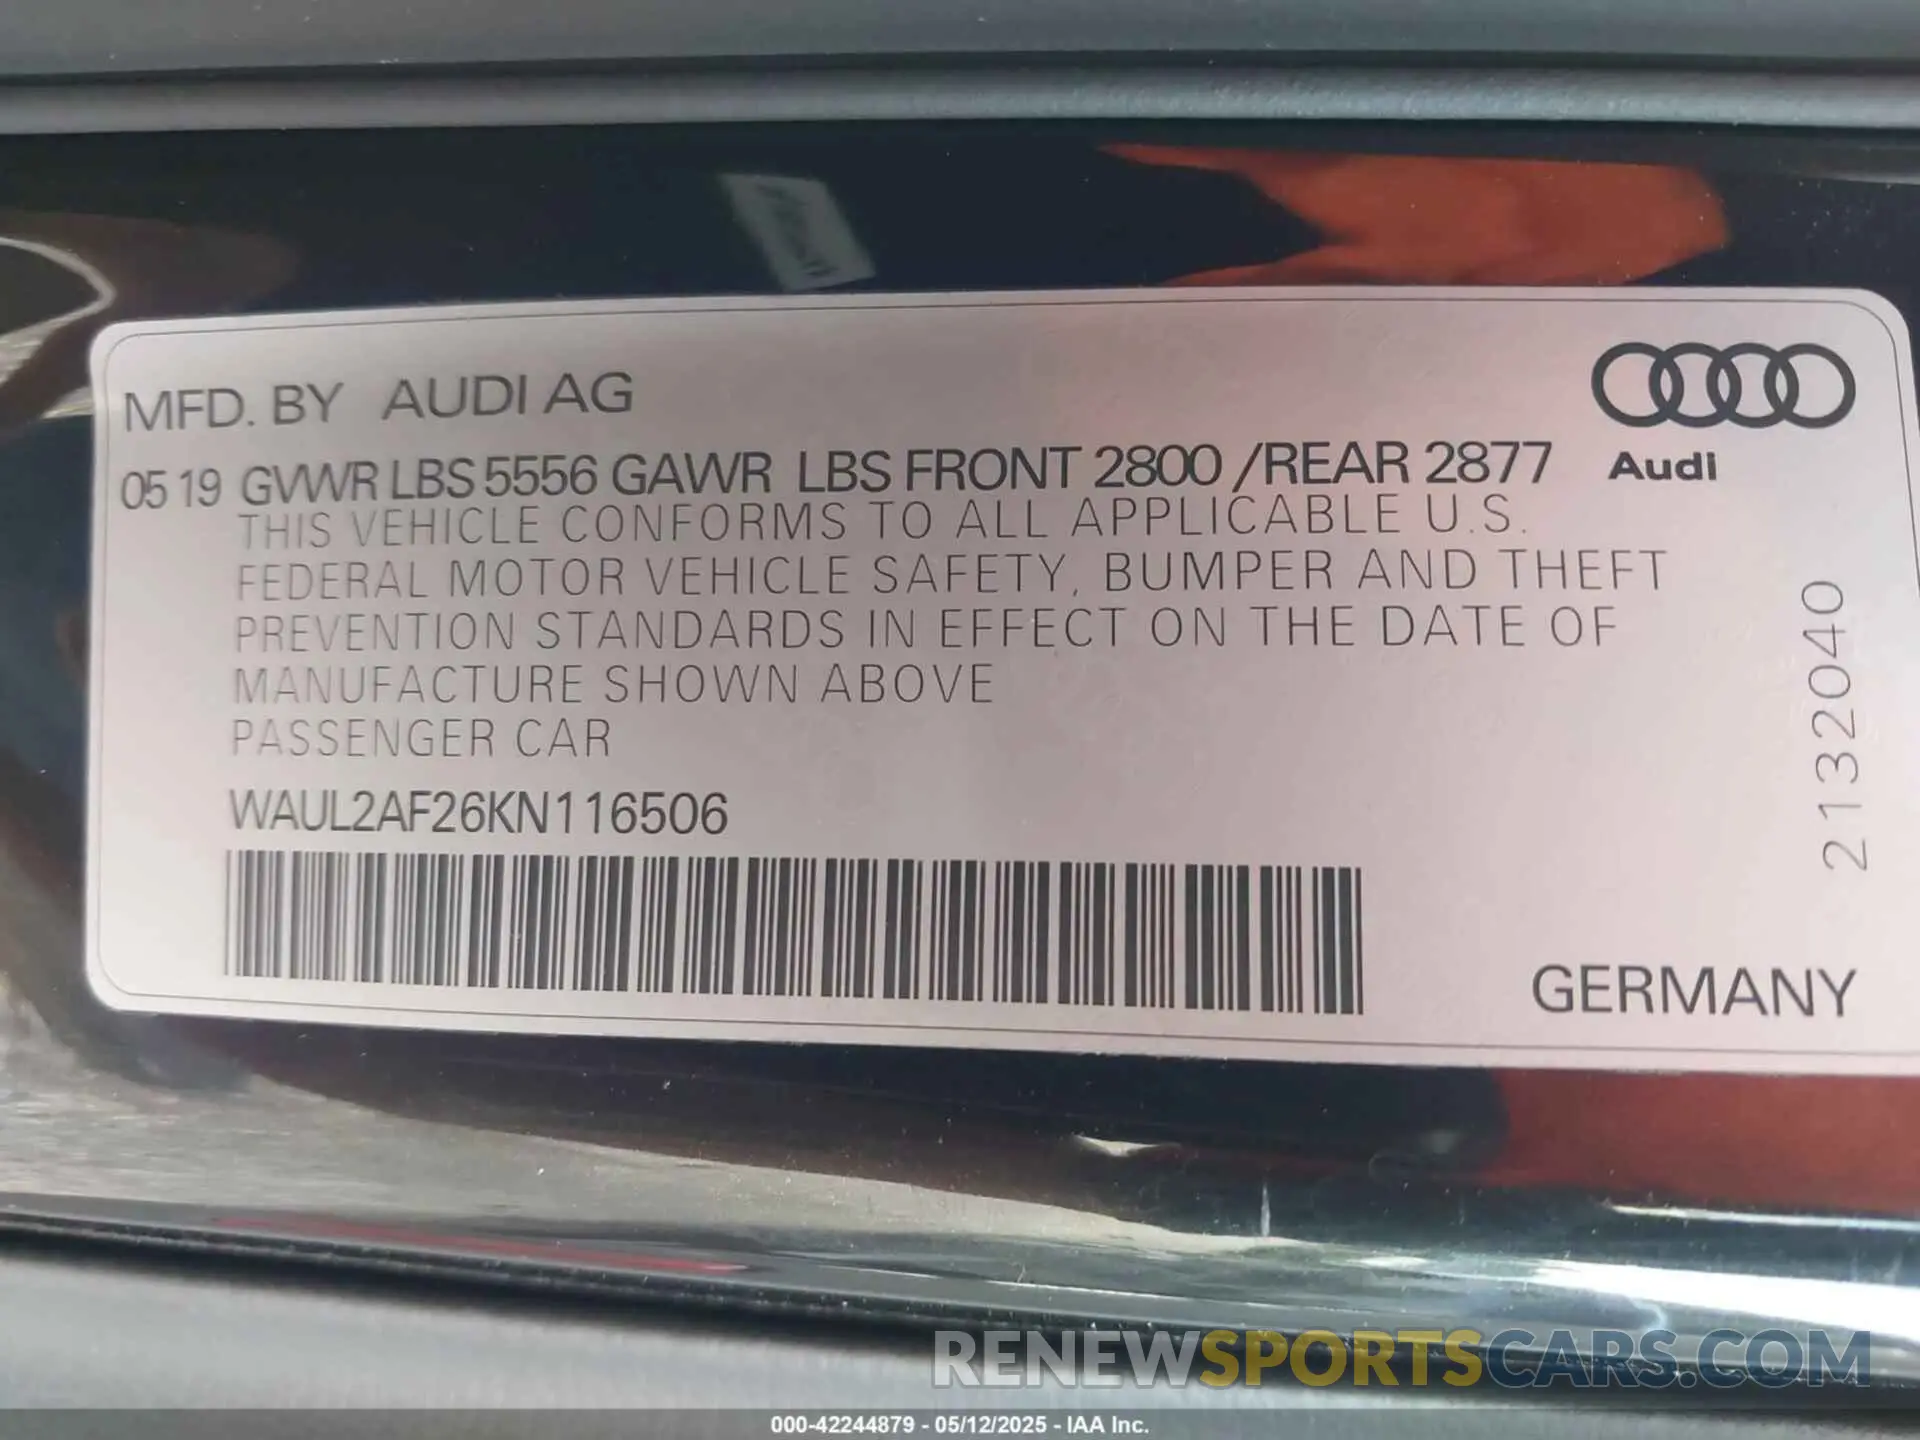 MFD. BY AUDI AG
05 19 GVWR LBS 5556 GAWR LBS FRONT 2800 /REAR 2877
Audi
THIS VEHICLE CONFORMS TO ALL APPLICABLE U.S.
FEDERAL MOTOR VEHICLE SAFETY, BUMPER AND THEFT
PREVENTION STANDARDS IN EFFECT ON THE DATE OF
MANUFACTURE SHOWN ABOVE
PASSENGER CAR
WAUL2AF26KN116506
2132040
GERMANY
RENEWSPORTSCARS.COM
000-42244879 - 05/12/2025 - IAA Inc.